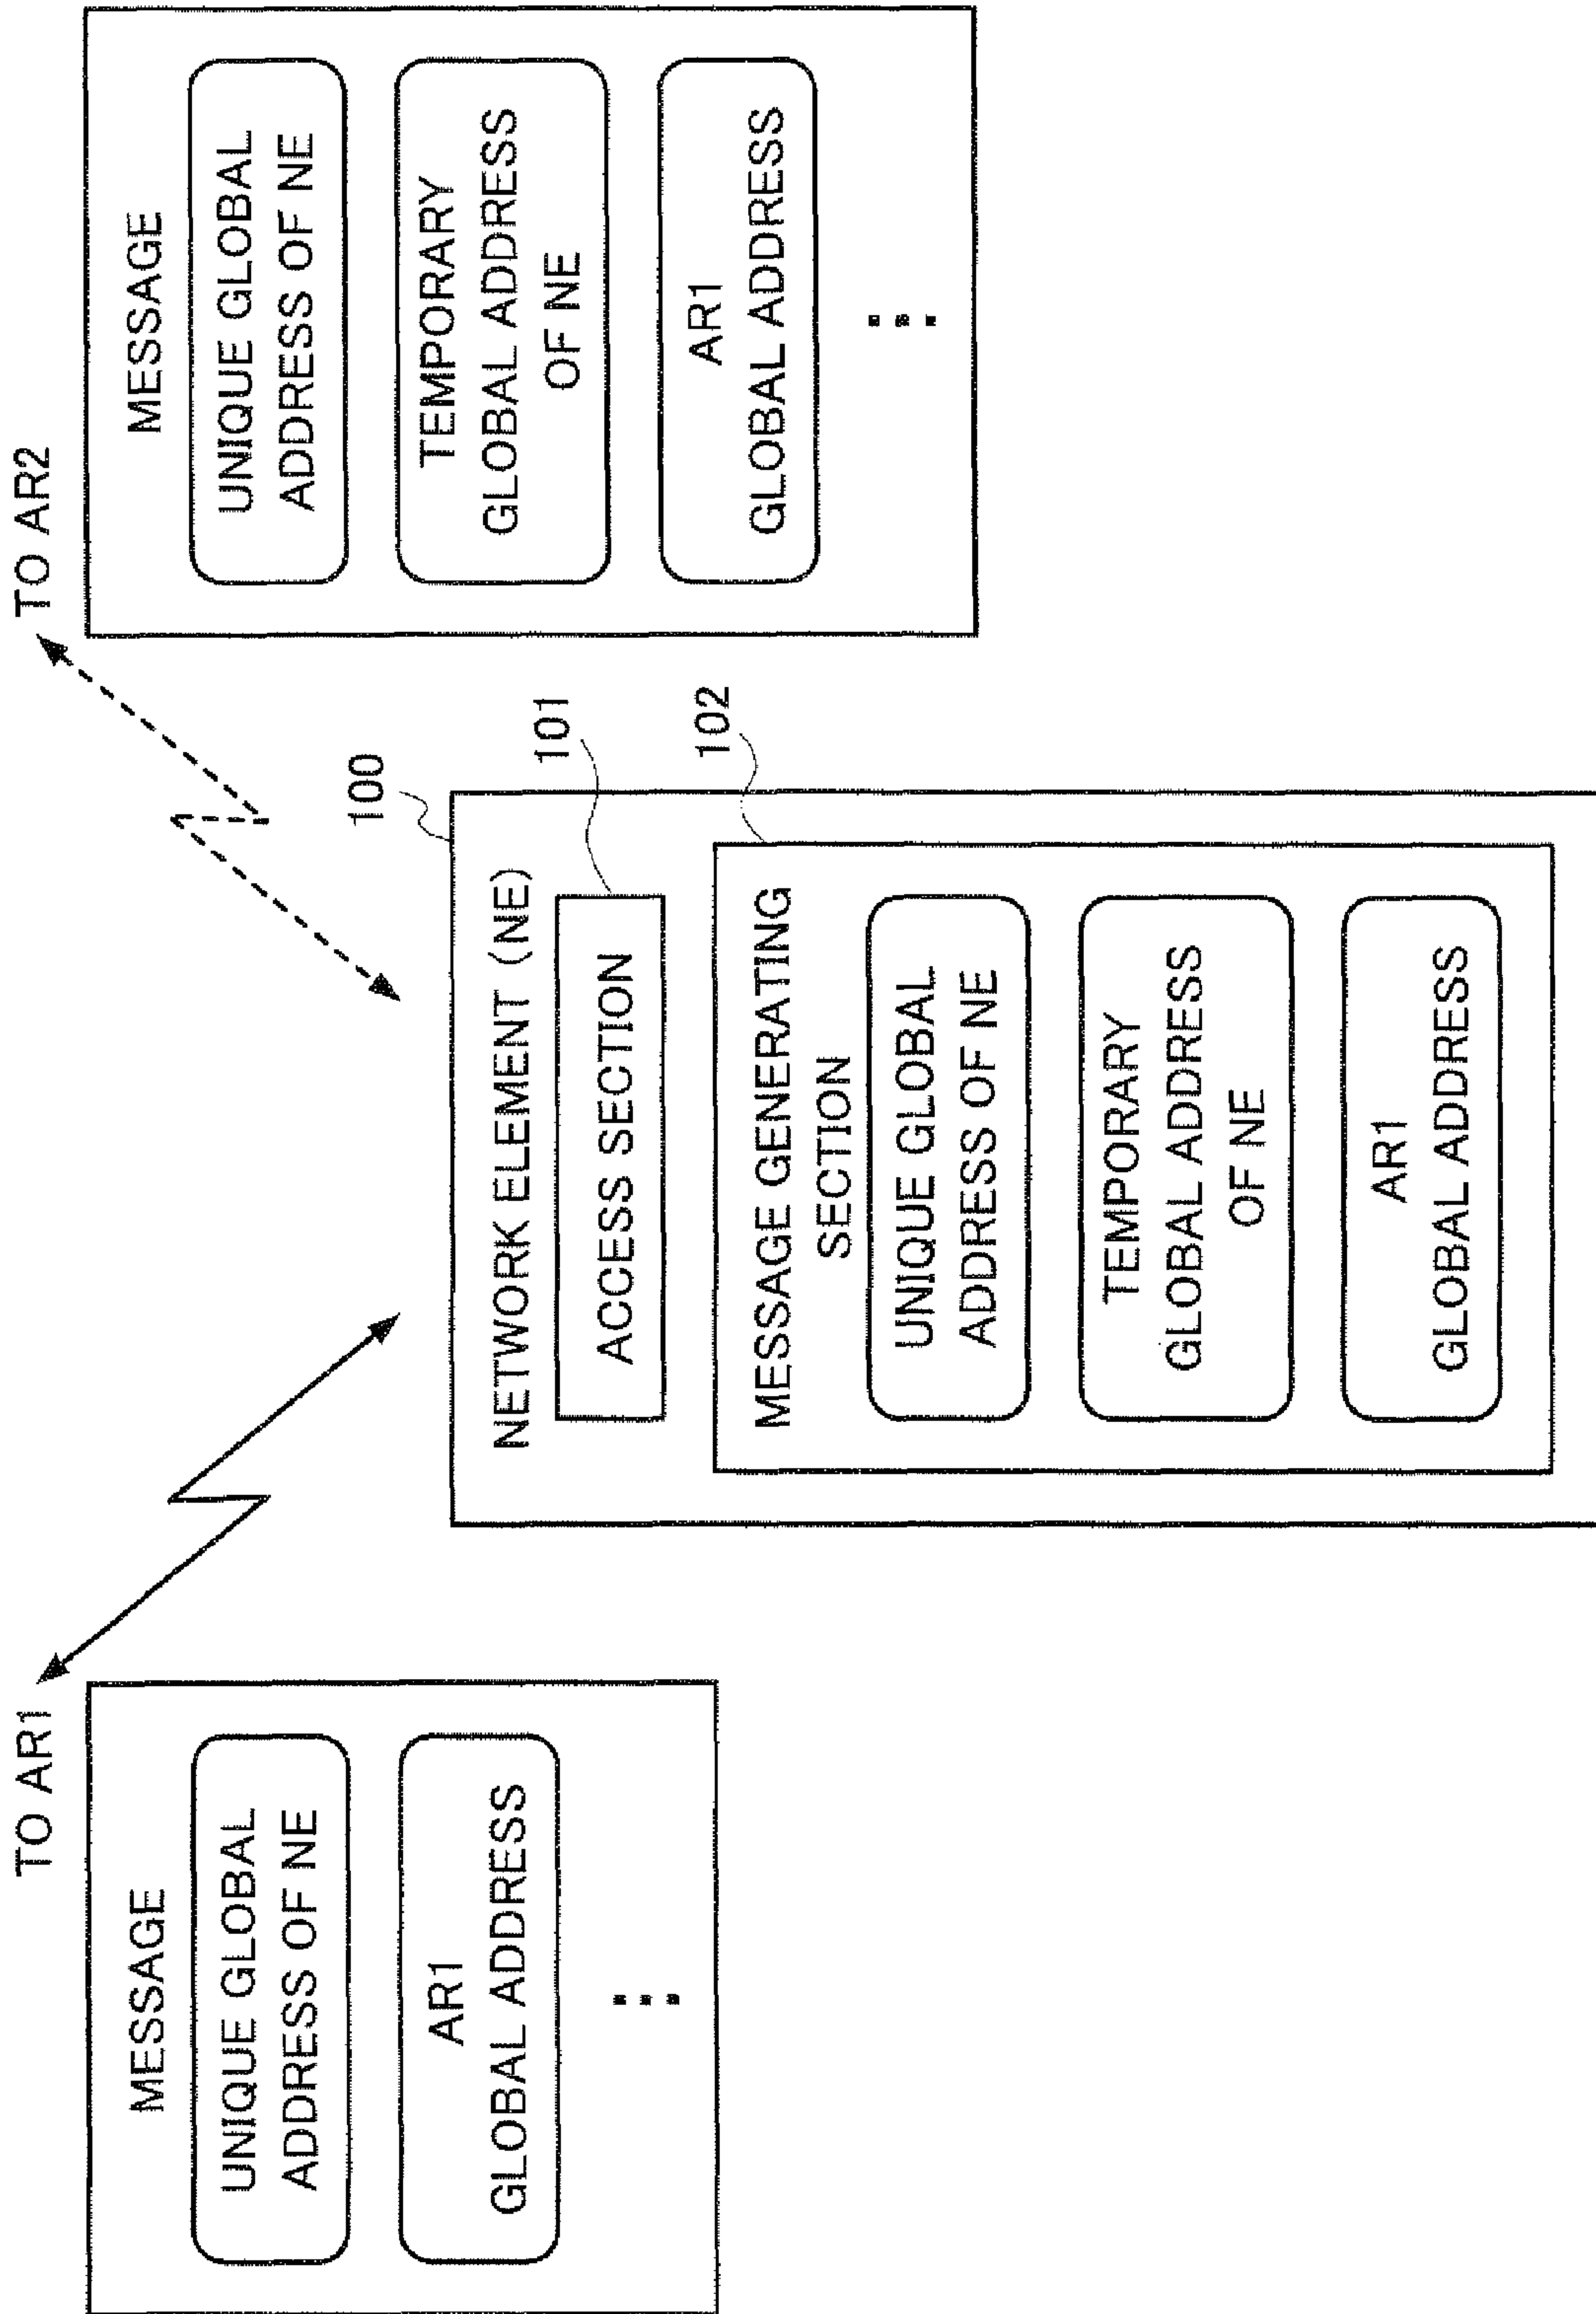 TO AR1
MESSAGE
UNIQUE GLOBAL
ADDRESS OF NE
AR1
GLOBAL ADDRESS
100
NETWORK ELEMENT (NE)
101
ACCESS SECTION
102
MESSAGE GENERATING
SECTION
UNIQUE GLOBAL
ADDRESS OF NE
TEMPORARY
GLOBAL ADDRESS
OF NE
AR1
GLOBAL ADDRESS
TO AR2
MESSAGE
UNIQUE GLOBAL
ADDRESS OF NE
TEMPORARY
GLOBAL ADDRESS
OF NE
AR1
GLOBAL ADDRESS